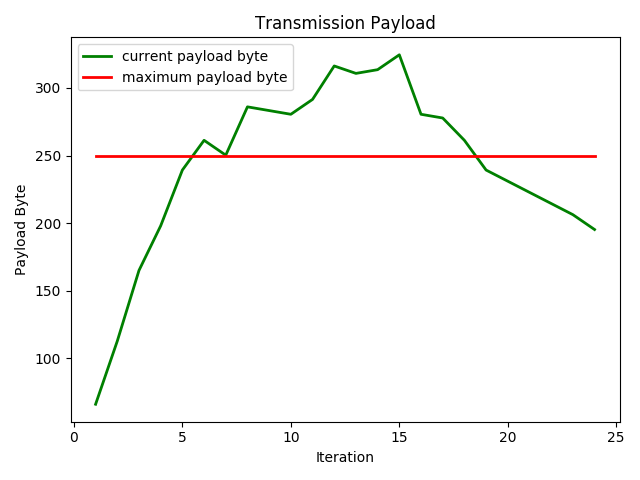 Transmission Payload
current payload byte
maximum payload byte
300
250
200
150
100
Payload Byte
0
5
10
15
20
25
Iteration